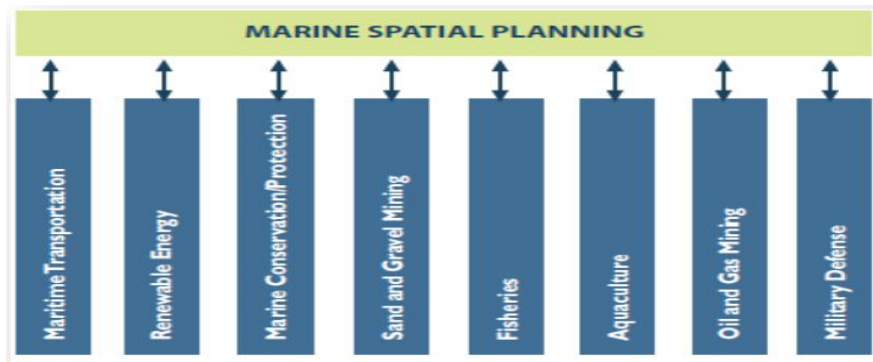 MARINE SPATIAL PLANNING
Maritime Transportation
Renewable Energy
Marine Conservation/Protection
Sand and Gravel Mining
Fisheries
Aquaculture
Oil and Gas Mining
Military Defense